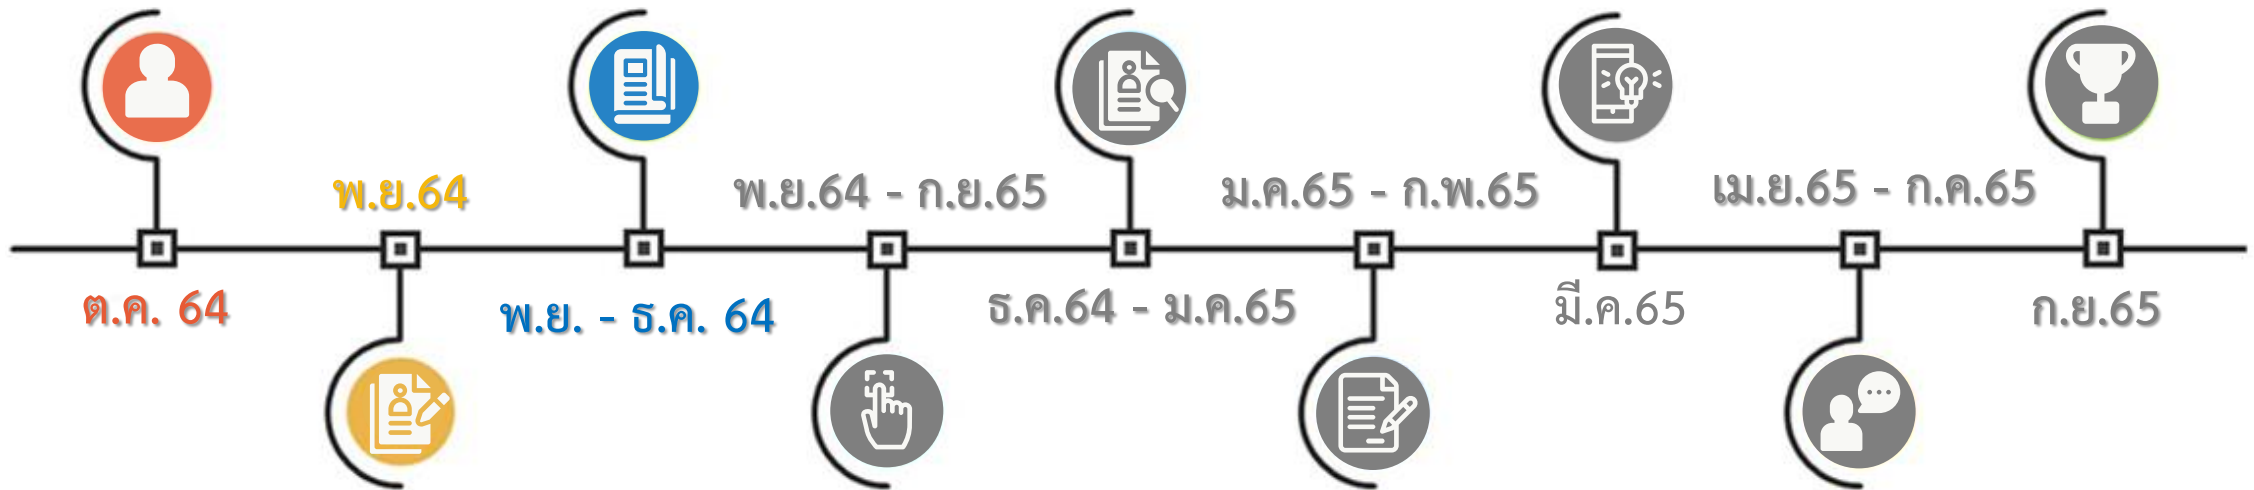 ต.ค. 64
พ.ย.64
พ.ย. - ธ.ค. 64
พ.ย.64 - ก.ย.65
ธ.ค.64 - ม.ค.65
ม.ค.65 - ก.พ.65
มี.ค.65
เม.ย.65 - ก.ค.65
ก.ย.65